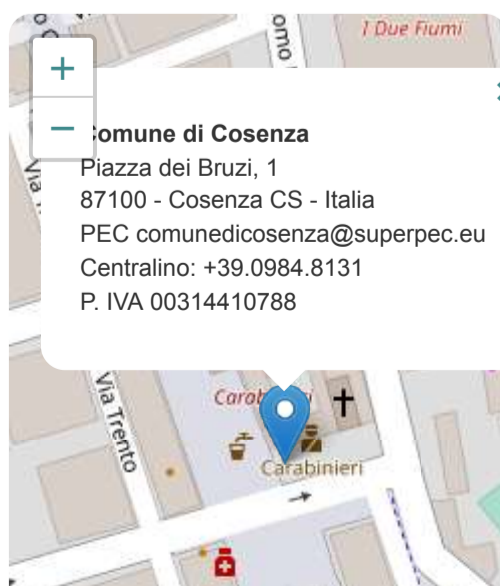 1 Due Fiumi
+
−
Comune di Cosenza
Piazza dei Bruzi, 1
87100 - Cosenza CS - Italia
PEC comunedicosenza@superpec.eu
Centralino: +39.0984.8131
P. IVA 00314410788
Via Trento
Carabinieri